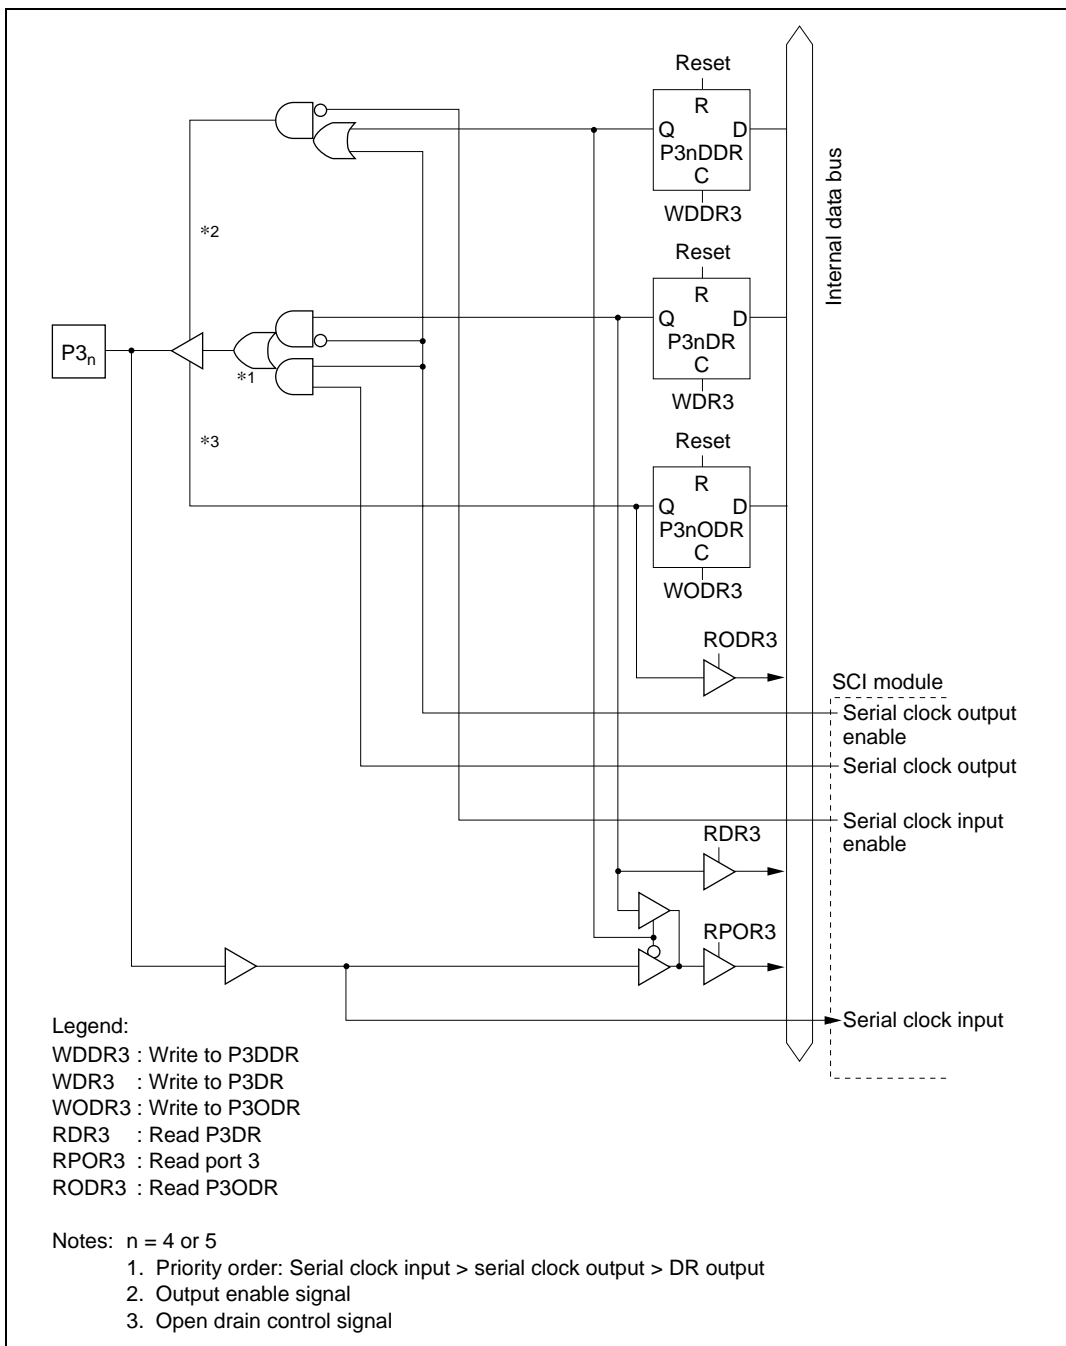 Reset
R
Q D
P3nDDR
C
WDDR3
Internal data bus
*2
Reset
R
Q D
P3nDR
C
WDR3
P3n
*1
*3
Reset
R
Q D
P3nODR
C
WODR3
RODR3
SCI module
Serial clock output
enable
Serial clock output
Serial clock input
enable
RDR3
RPOR3
Serial clock input
Legend:
WDDR3 : Write to P3DDR
WDR3 : Write to P3DR
WODR3 : Write to P3ODR
RDR3 : Read P3DR
RPOR3 : Read port 3
RODR3 : Read P3ODR
Notes: n = 4 or 5
1. Priority order: Serial clock input > serial clock output > DR output
2. Output enable signal
3. Open drain control signal